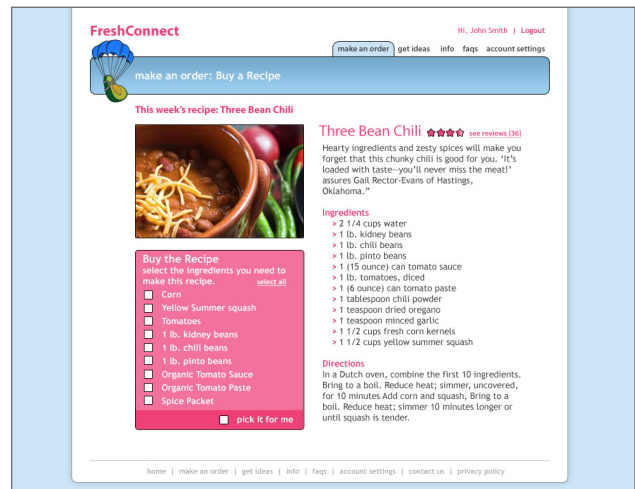 FreshConnect
Hi, John Smith | Logout
make an order get ideas info faqs account settings
make an order: Buy a Recipe
This week's recipe: Three Bean Chili
Three Bean Chili see reviews (36)
Hearty ingredients and zesty spices will make you
forget that this chunky chili is good for you. ‘It’s
loaded with taste—you’ll never miss the meat!’
assures Gail Rector-Evans of Hastings,
Oklahoma.”
Ingredients
> 2 1/4 cups water
> 1 lb. kidney beans
> 1 lb. chili beans
> 1 lb. pinto beans
> 1 (15 ounce) can tomato sauce
> 1 lb. tomatoes, diced
> 1 (6 ounce) can tomato paste
> 1 tablespoon chili powder
> 1 teaspoon dried oregano
> 1 teaspoon minced garlic
> 1 1/2 cups fresh corn kernels
> 1 1/2 cups yellow summer squash
Directions
In a Dutch oven, combine the first 10 ingredients.
Bring to a boil. Reduce heat; simmer, uncovered,
for 10 minutes Add corn and squash, Bring to a
boil. Reduce heat; simmer 10 minutes longer or
until squash is tender.
Buy the Recipe
select the ingredients you need to
make this recipe. select all
Corn
Yellow Summer squash
Tomatoes
1 lb. kidney beans
1 lb. chili beans
1 lb. pinto beans
Organic Tomato Sauce
Organic Tomato Paste
Spice Packet
pick it for me
home | make an order | get ideas | info | faqs | account settings | contact us | privacy policy